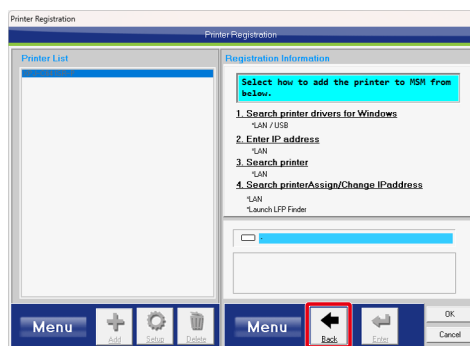 Printer Registration
Printer Registration
Printer List
Registration Information
Select how to add the printer to MSM from
below.
1. Search printer drivers for Windows
*LAN / USB
2. Enter IP address
*LAN
3. Search printer
*LAN
4. Search printerAssign/Change IPaddress
*LAN
*Launch LFP Finder
Menu
Add
Setup
Delete
Menu
Back
Enter
OK
Cancel